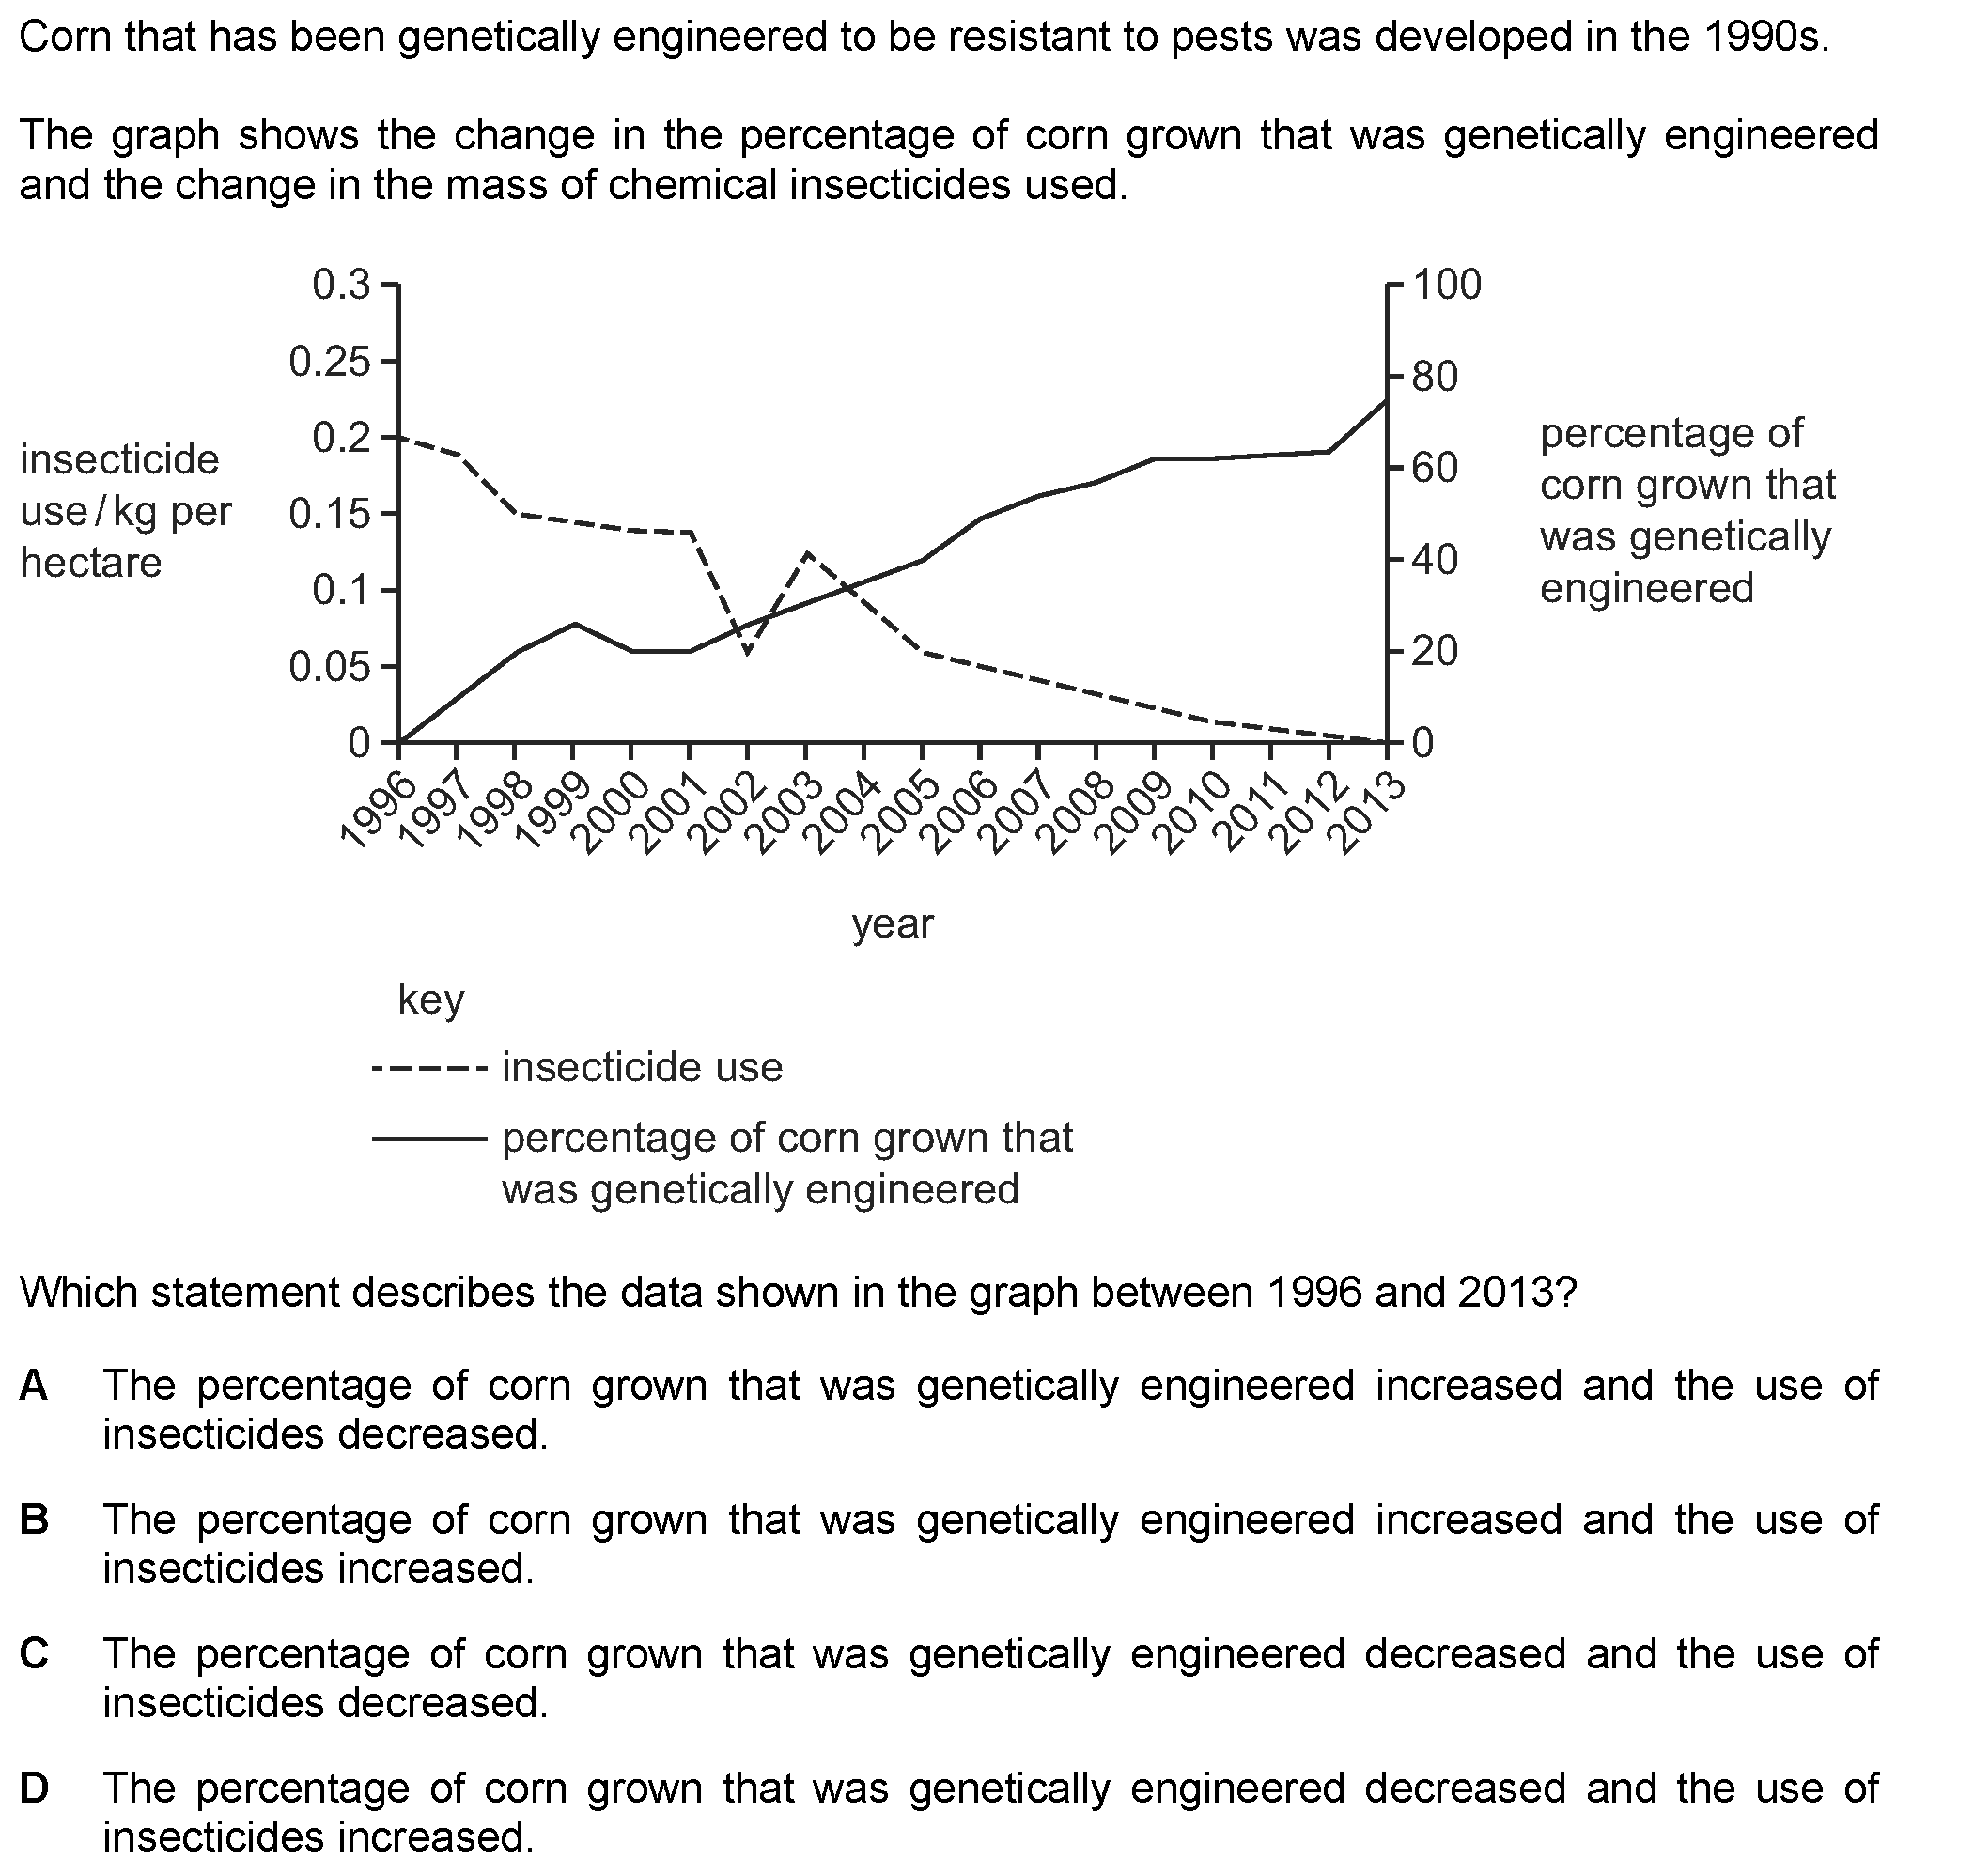 Corn that has been genetically engineered to be resistant to pests was developed in the 1990s.
The graph shows the change in the percentage of corn grown that was genetically engineered
and the change in the mass of chemical insecticides used.
0.3
0.25
0.2
0.15
0.1
0.05
0
insecticide
use / kg per
hectare
100
80
60
40
20
0
percentage of
corn grown that
was genetically
engineered
1996
1997
1998
1999
2000
2001
2002
2003
2004
2005
2006
2007
2008
2009
2010
2011
2012
2013
year
key
insecticide use
percentage of corn grown that
was genetically engineered
Which statement describes the data shown in the graph between 1996 and 2013?
A The percentage of corn grown that was genetically engineered increased and the use of
insecticides decreased.
B The percentage of corn grown that was genetically engineered increased and the use of
insecticides increased.
C The percentage of corn grown that was genetically engineered decreased and the use of
insecticides decreased.
D The percentage of corn grown that was genetically engineered decreased and the use of
insecticides increased.